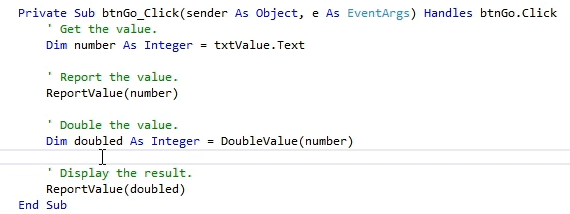 Private Sub btnGo_Click(sender As Object, e As EventArgs) Handles btnGo.Click
' Get the value.
Dim number As Integer = txtValue.Text
' Report the value.
ReportValue(number)
' Double the value.
Dim doubled As Integer = DoubleValue(number)
' Display the result.
ReportValue(doubled)
End Sub